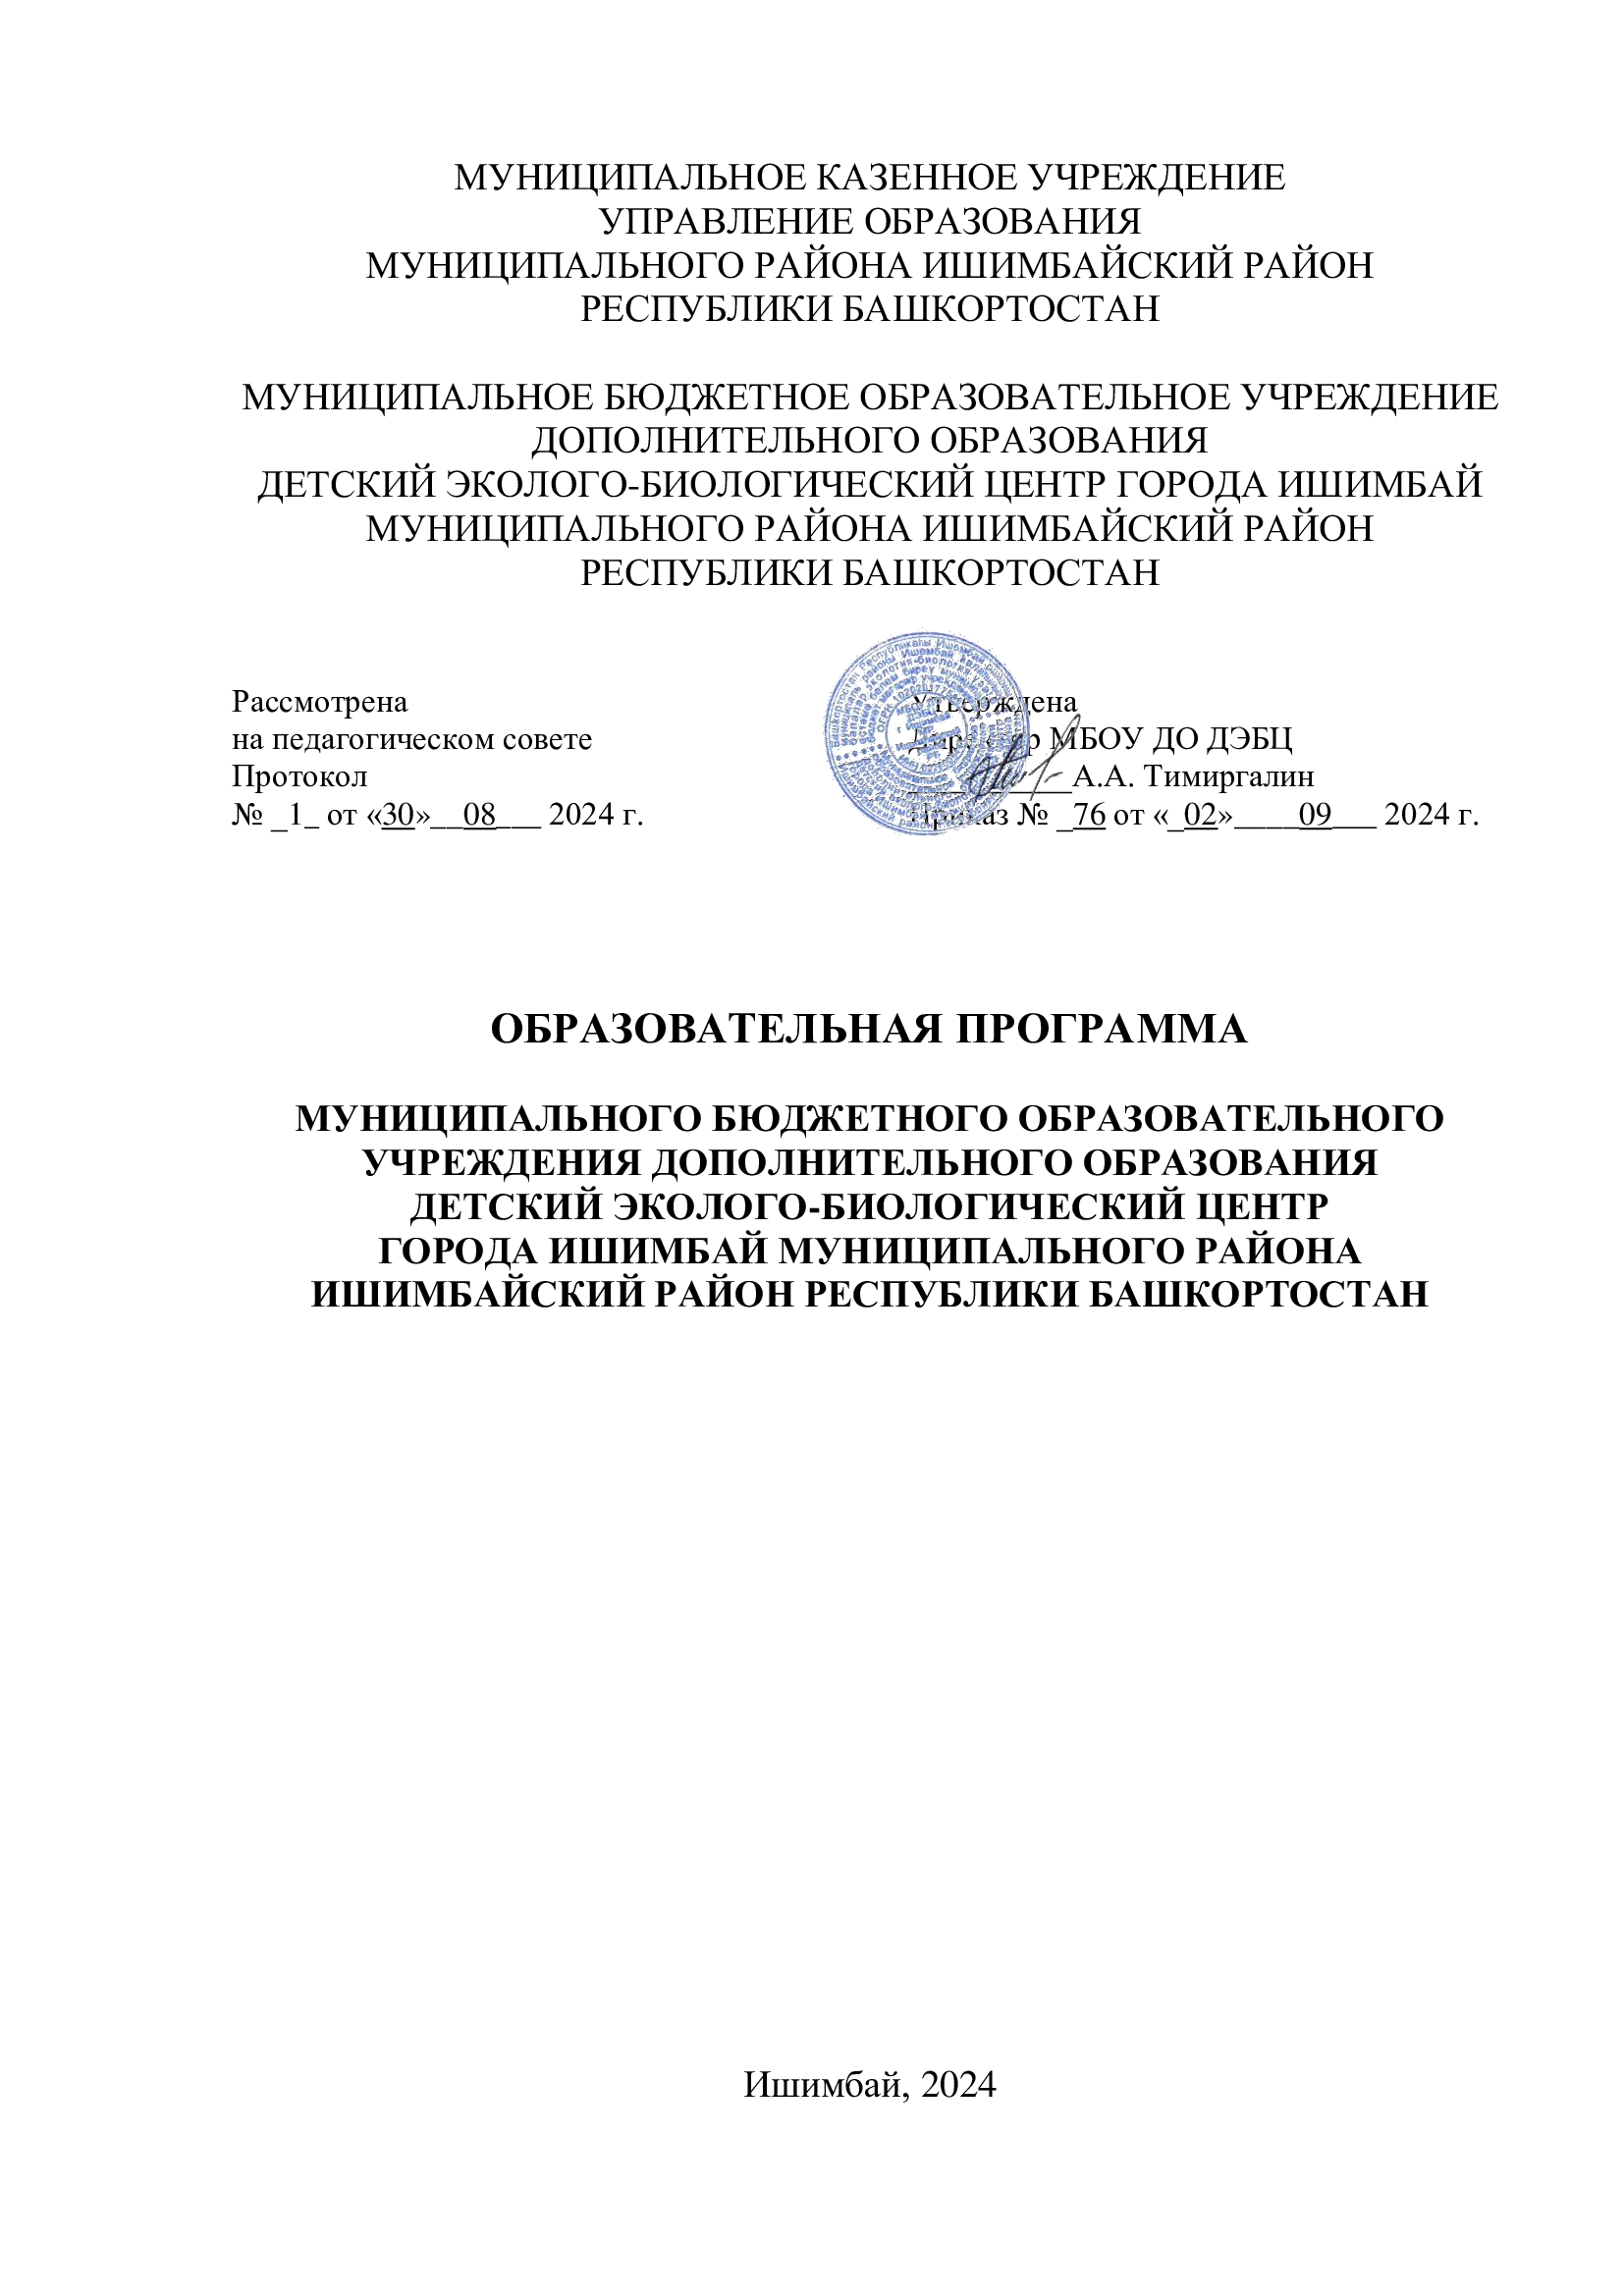 МУНИЦИПАЛЬНОЕ КАЗЕННОЕ УЧРЕЖДЕНИЕ
УПРАВЛЕНИЕ ОБРАЗОВАНИЯ
МУНИЦИПАЛЬНОГО РАЙОНА ИШИМБАЙСКИЙ РАЙОН
РЕСПУБЛИКИ БАШКОРТОСТАН
МУНИЦИПАЛЬНОЕ БЮДЖЕТНОЕ ОБРАЗОВАТЕЛЬНОЕ УЧРЕЖДЕНИЕ
ДОПОЛНИТЕЛЬНОГО ОБРАЗОВАНИЯ
ДЕТСКИЙ ЭКОЛОГО-БИОЛОГИЧЕСКИЙ ЦЕНТР ГОРОДА ИШИМБАЙ
МУНИЦИПАЛЬНОГО РАЙОНА ИШИМБАЙСКИЙ РАЙОН
РЕСПУБЛИКИ БАШКОРТОСТАН
Рассмотрена
на педагогическом совете
Протокол
№ _1_ от «30»__08___ 2024 г.
Утверждена
Директор МБОУ ДО ДЭБЦ
__________А.А. Тимиргалин
Приказ № _76 от «_02»____09___ 2024 г.
ОБРАЗОВАТЕЛЬНАЯ ПРОГРАММА
МУНИЦИПАЛЬНОГО БЮДЖЕТНОГО ОБРАЗОВАТЕЛЬНОГО
УЧРЕЖДЕНИЯ ДОПОЛНИТЕЛЬНОГО ОБРАЗОВАНИЯ
ДЕТСКИЙ ЭКОЛОГО-БИОЛОГИЧЕСКИЙ ЦЕНТР
ГОРОДА ИШИМБАЙ МУНИЦИПАЛЬНОГО РАЙОНА
ИШИМБАЙСКИЙ РАЙОН РЕСПУБЛИКИ БАШКОРТОСТАН
Ишимбай, 2024